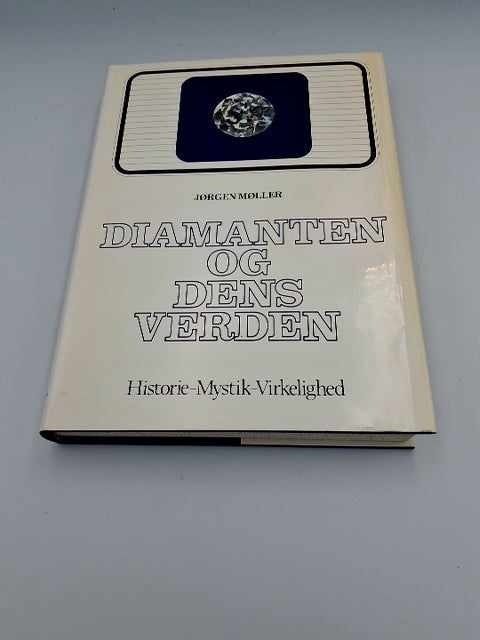 JØRGEN MØLLER
DIAMANTEN
OG
DENS
VERDEN
Historie-Mystik-Virkelighed